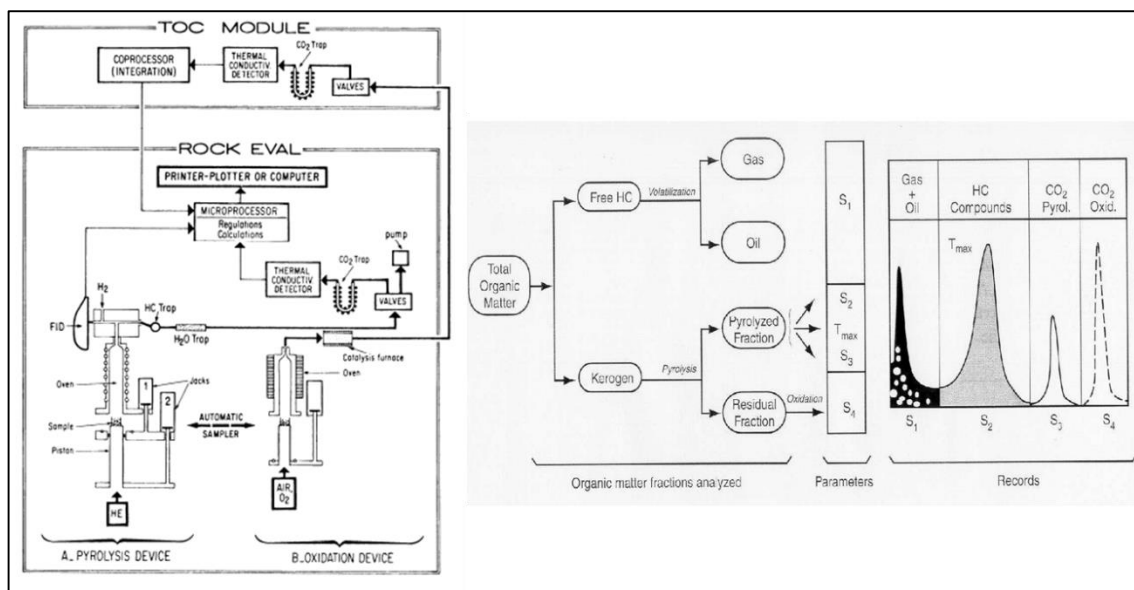 TOC MODULE
COPROCESSOR
(INTEGRATION)
THERMAL
CONDUCTIV.
DETECTOR
CO2 Trap
VALVES
ROCK EVAL
PRINTER-PLOTTER OR COMPUTER
MICROPROCESSOR
Regulations
Calculations
pump
THERMAL
CONDUCTIV.
DETECTOR
CO2 Trap
VALVES
H2
HC Trap
FID
H2O Trap
Catalysis furnace
Oven
Oven
1
Jacks
2
Sample
AUTOMATIC
SAMPLER
Piston
HE
AIR
O2
A_ PYROLYSIS DEVICE
B_OXIDATION DEVICE
Total
Organic
Matter
Free HC
Volatilization
Gas
Oil
Kerogen
Pyrolysis
Pyrolyzed
Fraction
Residual
Fraction
Oxidation
S1
S2
Tmax
S3
S4
Gas
+
Oil
HC
Compounds
CO2
Pyrol.
CO2
Oxid.
Tmax
S1
S2
S3
S4
Organic matter fractions analyzed
Parameters
Records